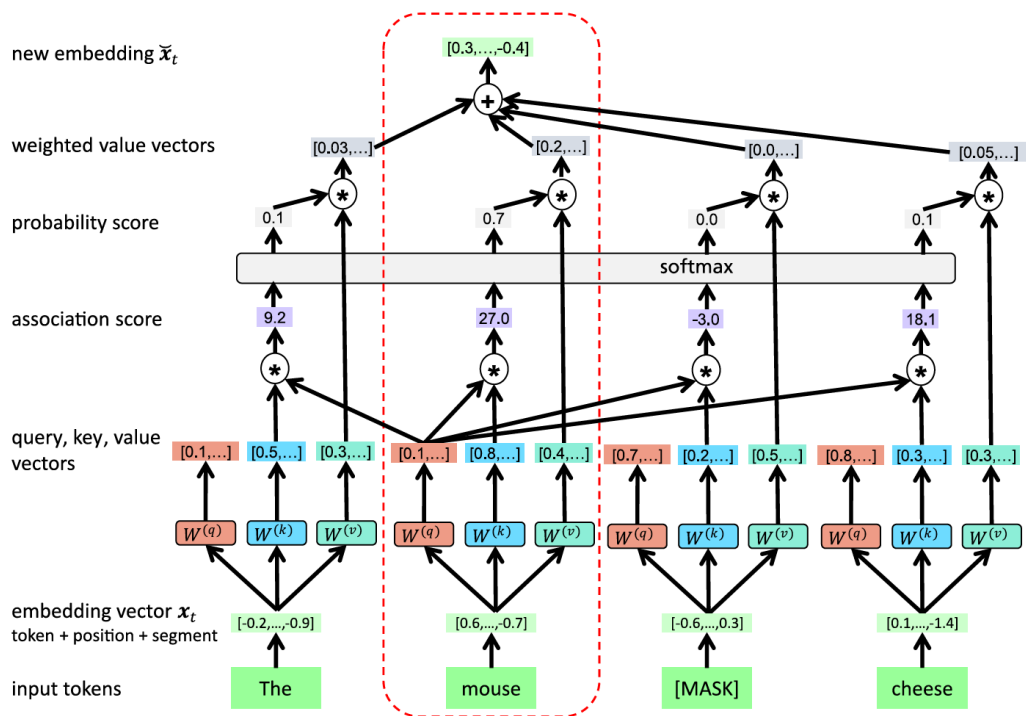 new embedding x̆ₜ
[0.3,...,-0.4]
+
weighted value vectors
[0.03,...]
[0.2,...]
[0.0,...]
[0.05,...]
* * * *
probability score
0.1
0.7
0.0
0.1
softmax
association score
9.2
27.0
-3.0
18.1
* * * *
query, key, value
vectors
[0.1,...] [0.5,...] [0.3,...]
[0.1,...] [0.8,...] [0.4,...]
[0.7,...] [0.2,...] [0.5,...]
[0.8,...] [0.3,...] [0.3,...]
W⁽q⁾ W⁽k⁾ W⁽v⁾
W⁽q⁾ W⁽k⁾ W⁽v⁾
W⁽q⁾ W⁽k⁾ W⁽v⁾
W⁽q⁾ W⁽k⁾ W⁽v⁾
embedding vector xₜ
token + position + segment
[-0.2,...,-0.9]
[0.6,...,-0.7]
[-0.6,...,0.3]
[0.1,...,-1.4]
input tokens
The
mouse
[MASK]
cheese